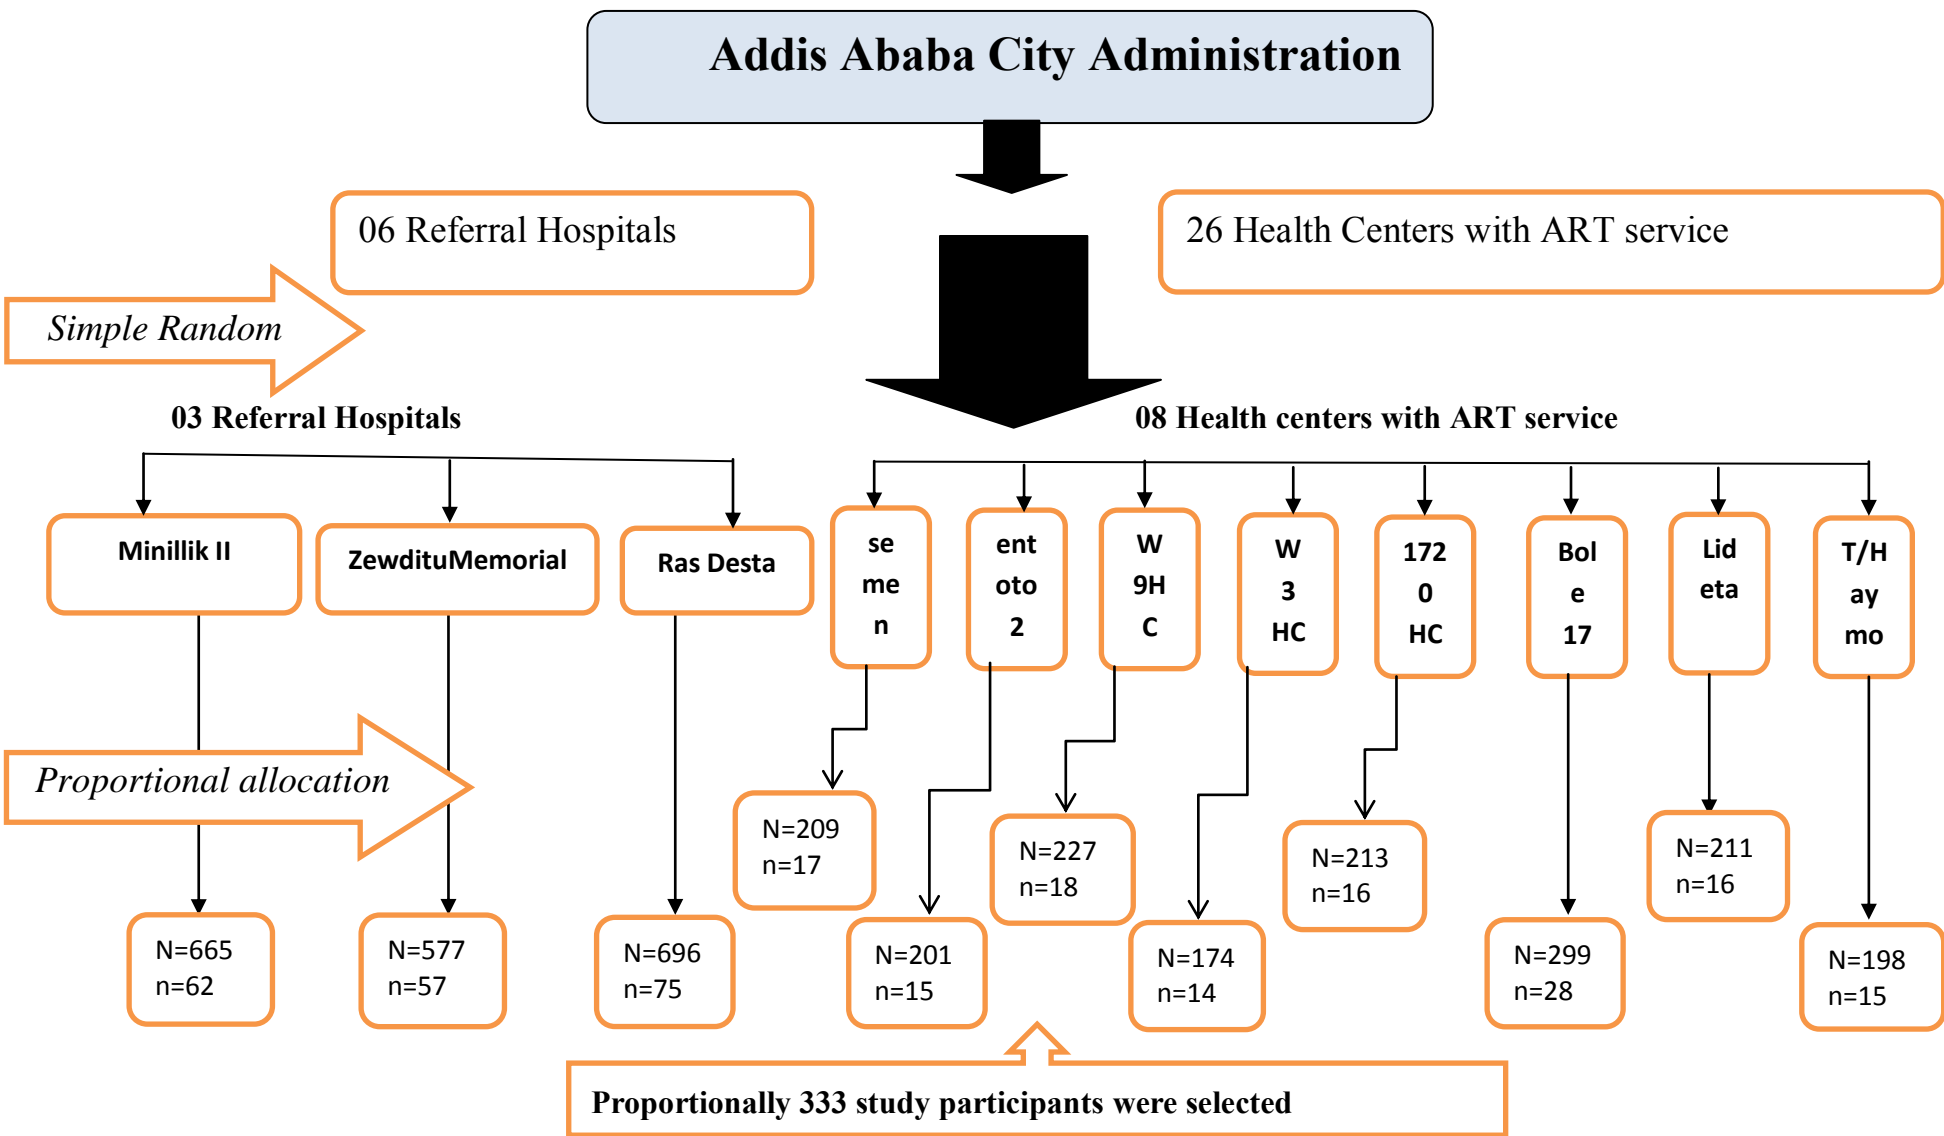 Addis Ababa City Administration
06 Referral Hospitals
26 Health Centers with ART service
Simple Random
03 Referral Hospitals
08 Health centers with ART service
Minillik II
ZewdituMemorial
Ras Desta
se
me
n
ent
oto
2
W
9H
C
W
3
HC
172
0
HC
Bol
e
17
Lid
eta
T/H
ay
mo
Proportional allocation
N=665
n=62
N=577
n=57
N=696
n=75
N=209
n=17
N=201
n=15
N=227
n=18
N=174
n=14
N=213
n=16
N=299
n=28
N=211
n=16
N=198
n=15
Proportionally 333 study participants were selected